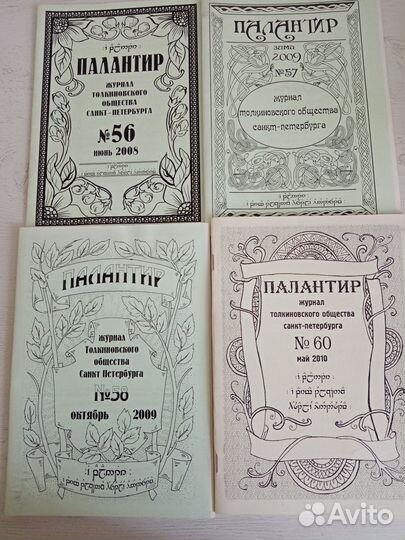 ПАЛАНТИР
ЖУРНАЛ
ТОЛКИНОВСКОГО
ОБЩЕСТВА
САНКТ-ПЕТЕРБУРГА
№56
ИЮНЬ 2008
ПАЛАНТИР
зима
2009
№57
журнал
толкиновского общества
санкт-петербурга
ПАЛАНТИР
ЖУРНАЛ
Толкиновского
общества
Санкт Петербурга
№58
октябрь 2009
ПАЛАНТИР
журнал
толкиновского общества
санкт-петербурга
№ 60
май 2010
Avito